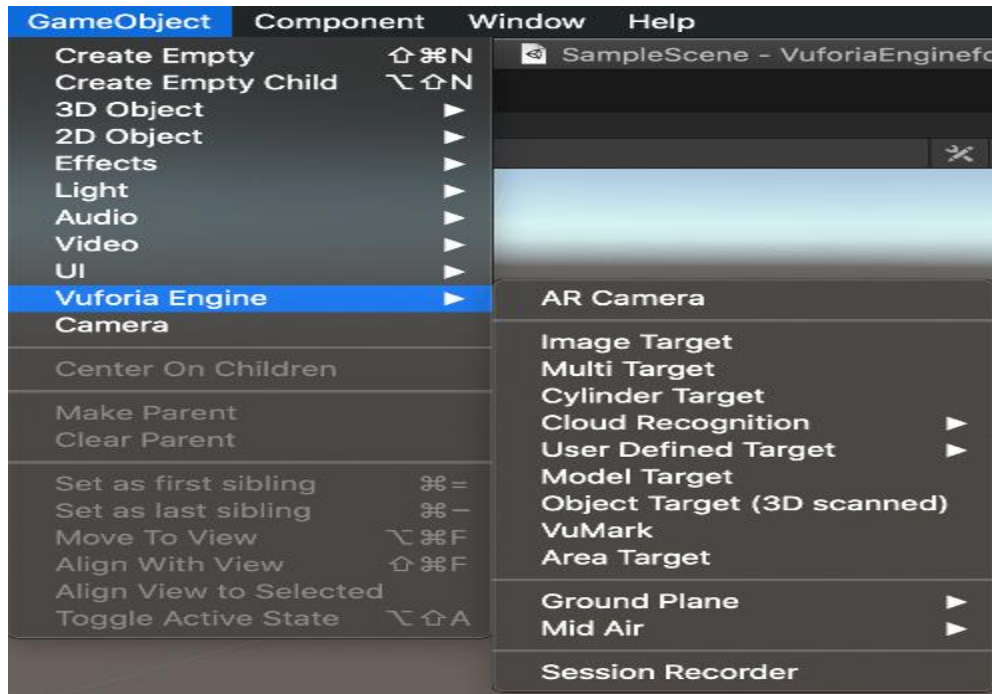 GameObject Component Window Help
SampleScene - VuforiaEnginefo
Create Empty ⇧⌘N
Create Empty Child ⌥⇧N
3D Object ▶
2D Object ▶
Effects ▶
Light ▶
Audio ▶
Video ▶
UI ▶
Vuforia Engine ▶
Camera
Center On Children
Make Parent
Clear Parent
Set as first sibling ⌘=
Set as last sibling ⌘-
Move To View ⌥⌘F
Align With View ⇧⌘F
Align View to Selected
Toggle Active State ⌥⇧A
AR Camera
Image Target
Multi Target
Cylinder Target
Cloud Recognition ▶
User Defined Target ▶
Model Target
Object Target (3D scanned)
VuMark
Area Target
Ground Plane ▶
Mid Air ▶
Session Recorder